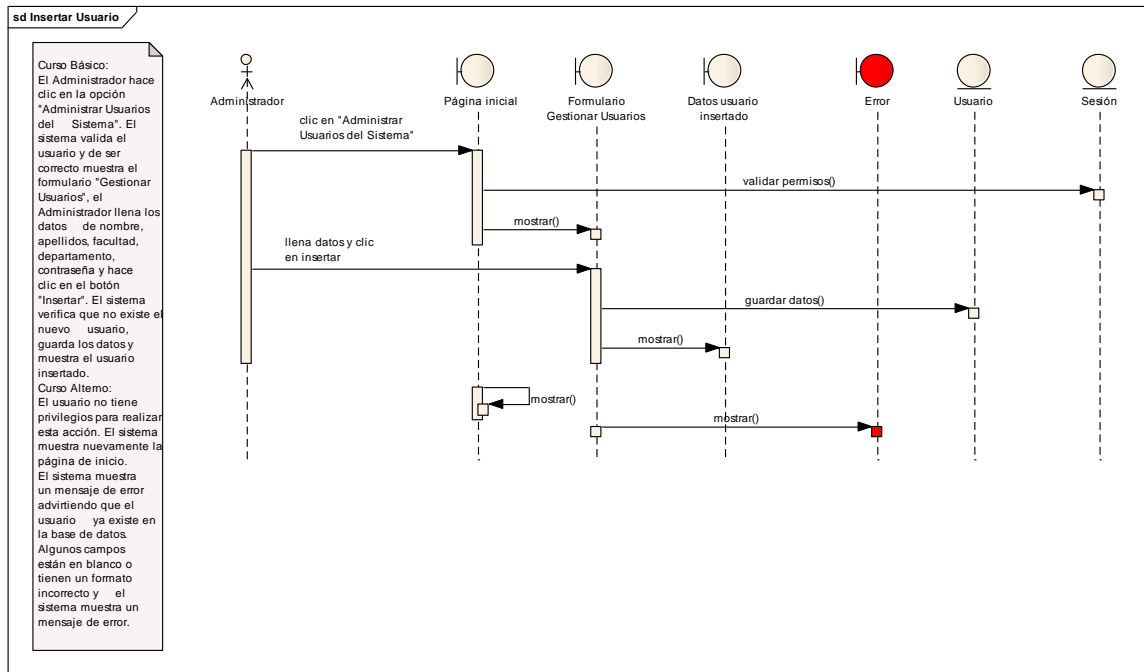 sd Insertar Usuario
Curso Básico:
El Administrador hace
clic en la opción
"Administrar Usuarios
del Sistema". El
sistema valida el
usuario y de ser
correcto muestra el
formulario "Gestionar
Usuarios", el
Administrador llena los
datos de nombre,
apellidos, facultad,
departamento,
contraseña y hace
clic en el botón
"Insertar". El sistema
verifica que no existe el
nuevo usuario,
guarda los datos y
muestra el usuario
insertado.
Curso Alterno:
El usuario no tiene
privilegios para realizar
esta acción. El sistema
muestra nuevamente la
página de inicio.
El sistema muestra
un mensaje de error
advirtiendo que el
usuario ya existe en
la base de datos.
Algunos campos
están en blanco o
tienen un formato
incorrecto y el
sistema muestra un
mensaje de error.
Administrador
Página inicial
Formulario
Gestionar Usuarios
Datos usuario
insertado
Error
Usuario
Sesión
clic en "Administrar
Usuarios del Sistema"
validar permisos()
mostrar()
llena datos y clic
en insertar
guardar datos()
mostrar()
mostrar()
mostrar()